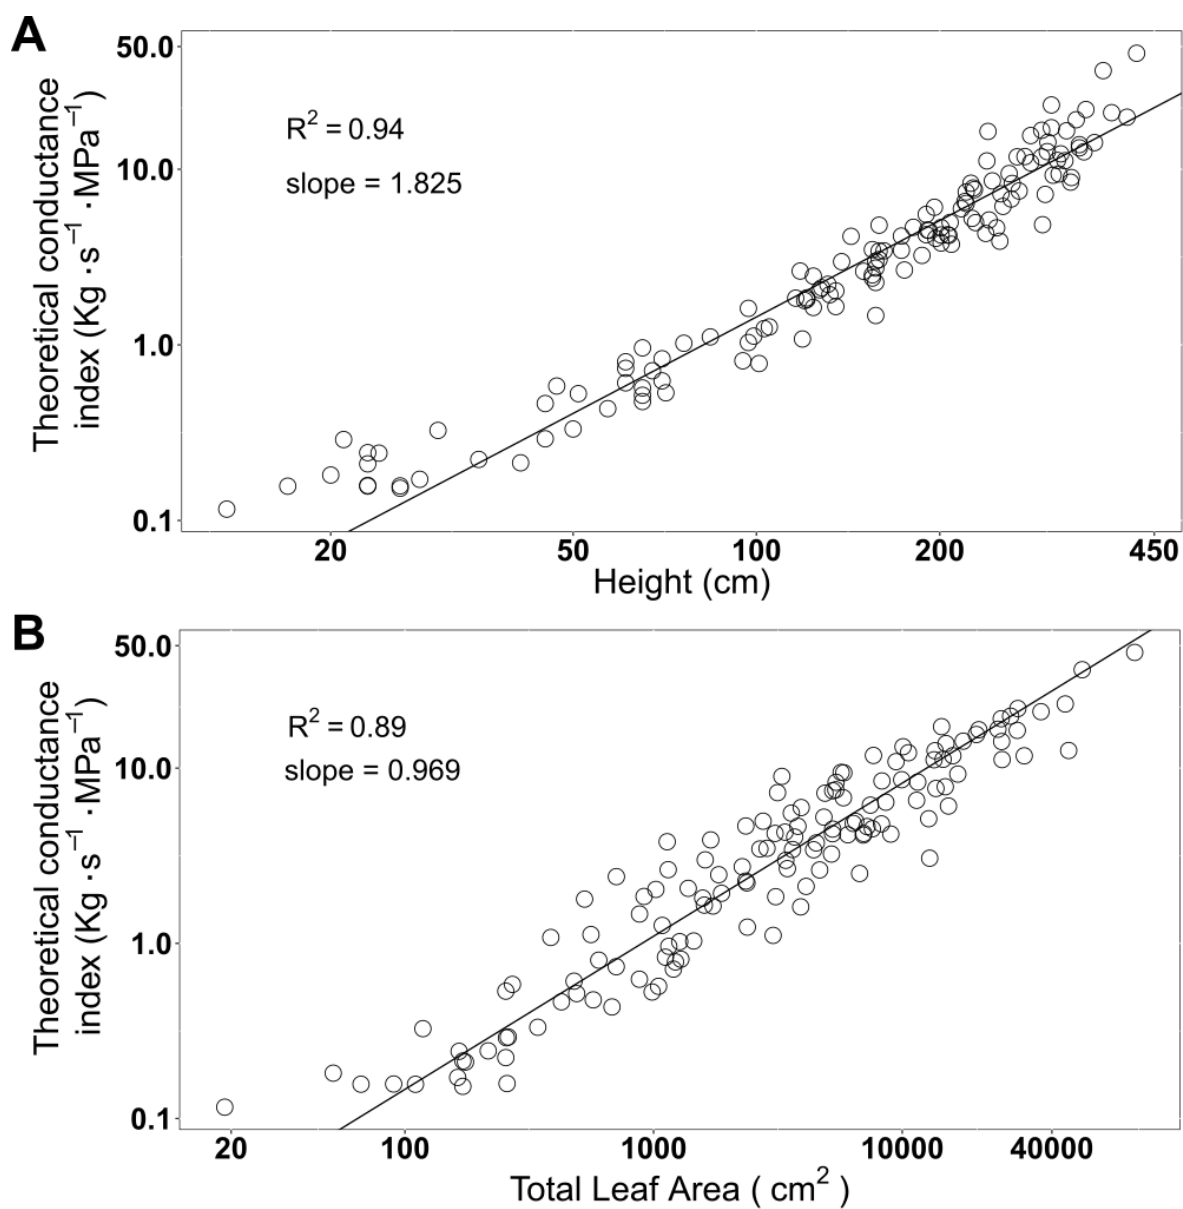 A
Theoretical conductance
index (Kg · s⁻¹ · MPa⁻¹)
50.0
10.0
1.0
0.1
R² = 0.94
slope = 1.825
20 50 100 200 450
Height (cm)
B
Theoretical conductance
index (Kg · s⁻¹ · MPa⁻¹)
50.0
10.0
1.0
0.1
R² = 0.89
slope = 0.969
20 100 1000 10000 40000
Total Leaf Area ( cm² )